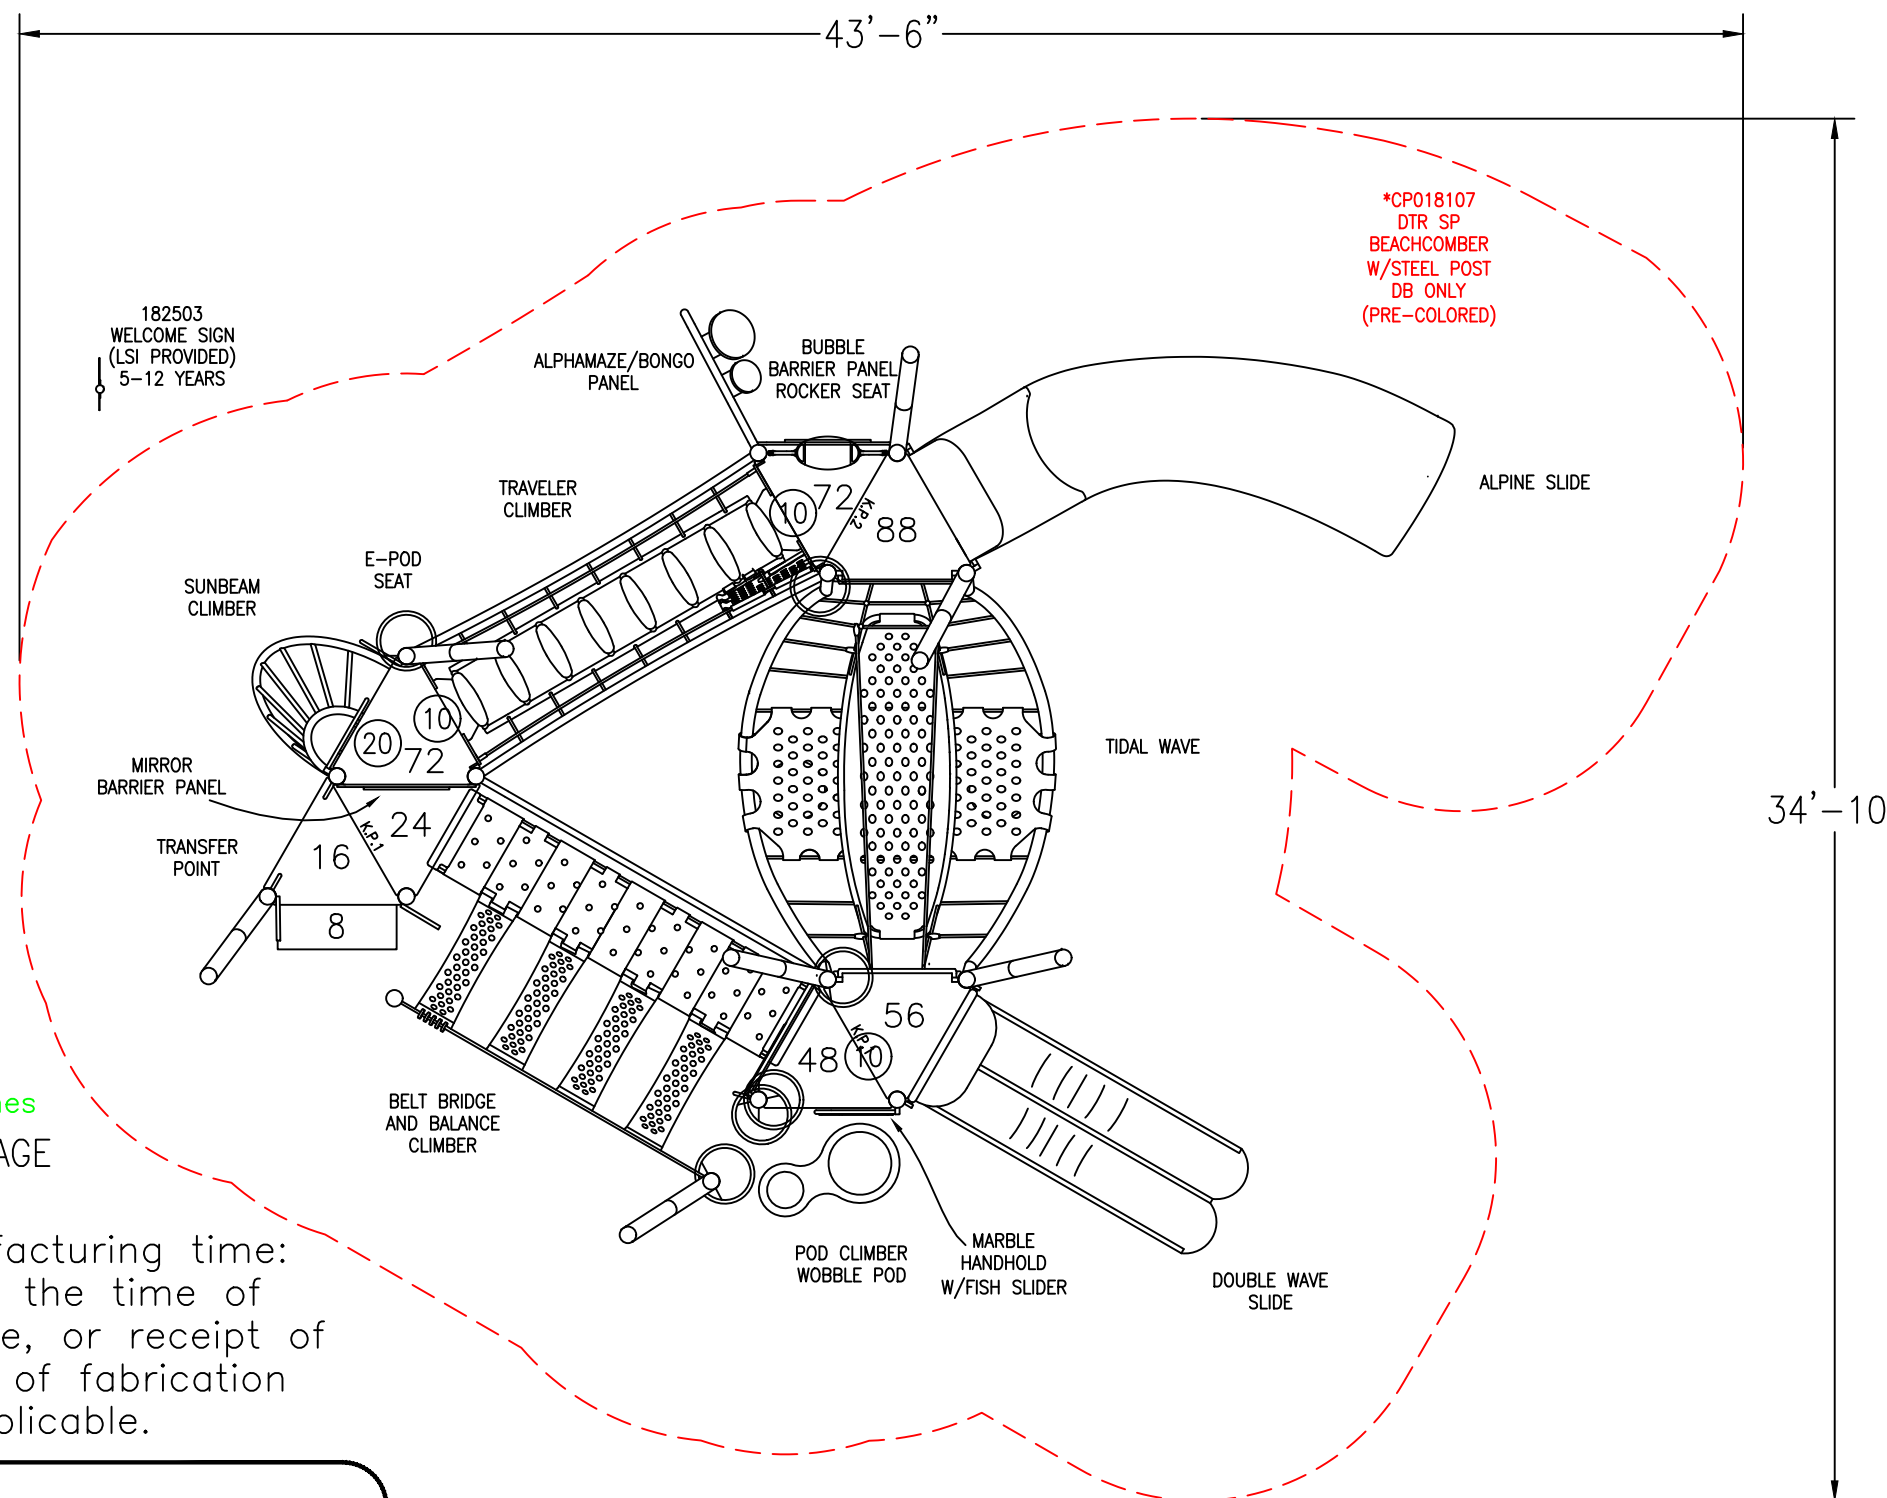 43'-6"
*CP018107
DTR SP
BEACHCOMBER
W/STEEL POST
DB ONLY
(PRE-COLORED)
182503
WELCOME SIGN
(LSI PROVIDED)
5-12 YEARS
ALPHAMAZE/BONGO
PANEL
BUBBLE
BARRIER PANEL
ROCKER SEAT
ALPINE SLIDE
TRAVELER
CLIMBER
10
72
K.P.2
88
E-POD
SEAT
SUNBEAM
CLIMBER
10
20
72
TIDAL WAVE
MIRROR
BARRIER PANEL
34'-10
24
K.P.1
16
TRANSFER
POINT
8
56
48
10
BELT BRIDGE
AND BALANCE
CLIMBER
AGE
facturing time:
the time of
e, or receipt of
of fabrication
plicable.
POD CLIMBER
WOBBLE POD
MARBLE
HANDHOLD
W/FISH SLIDER
DOUBLE WAVE
SLIDE